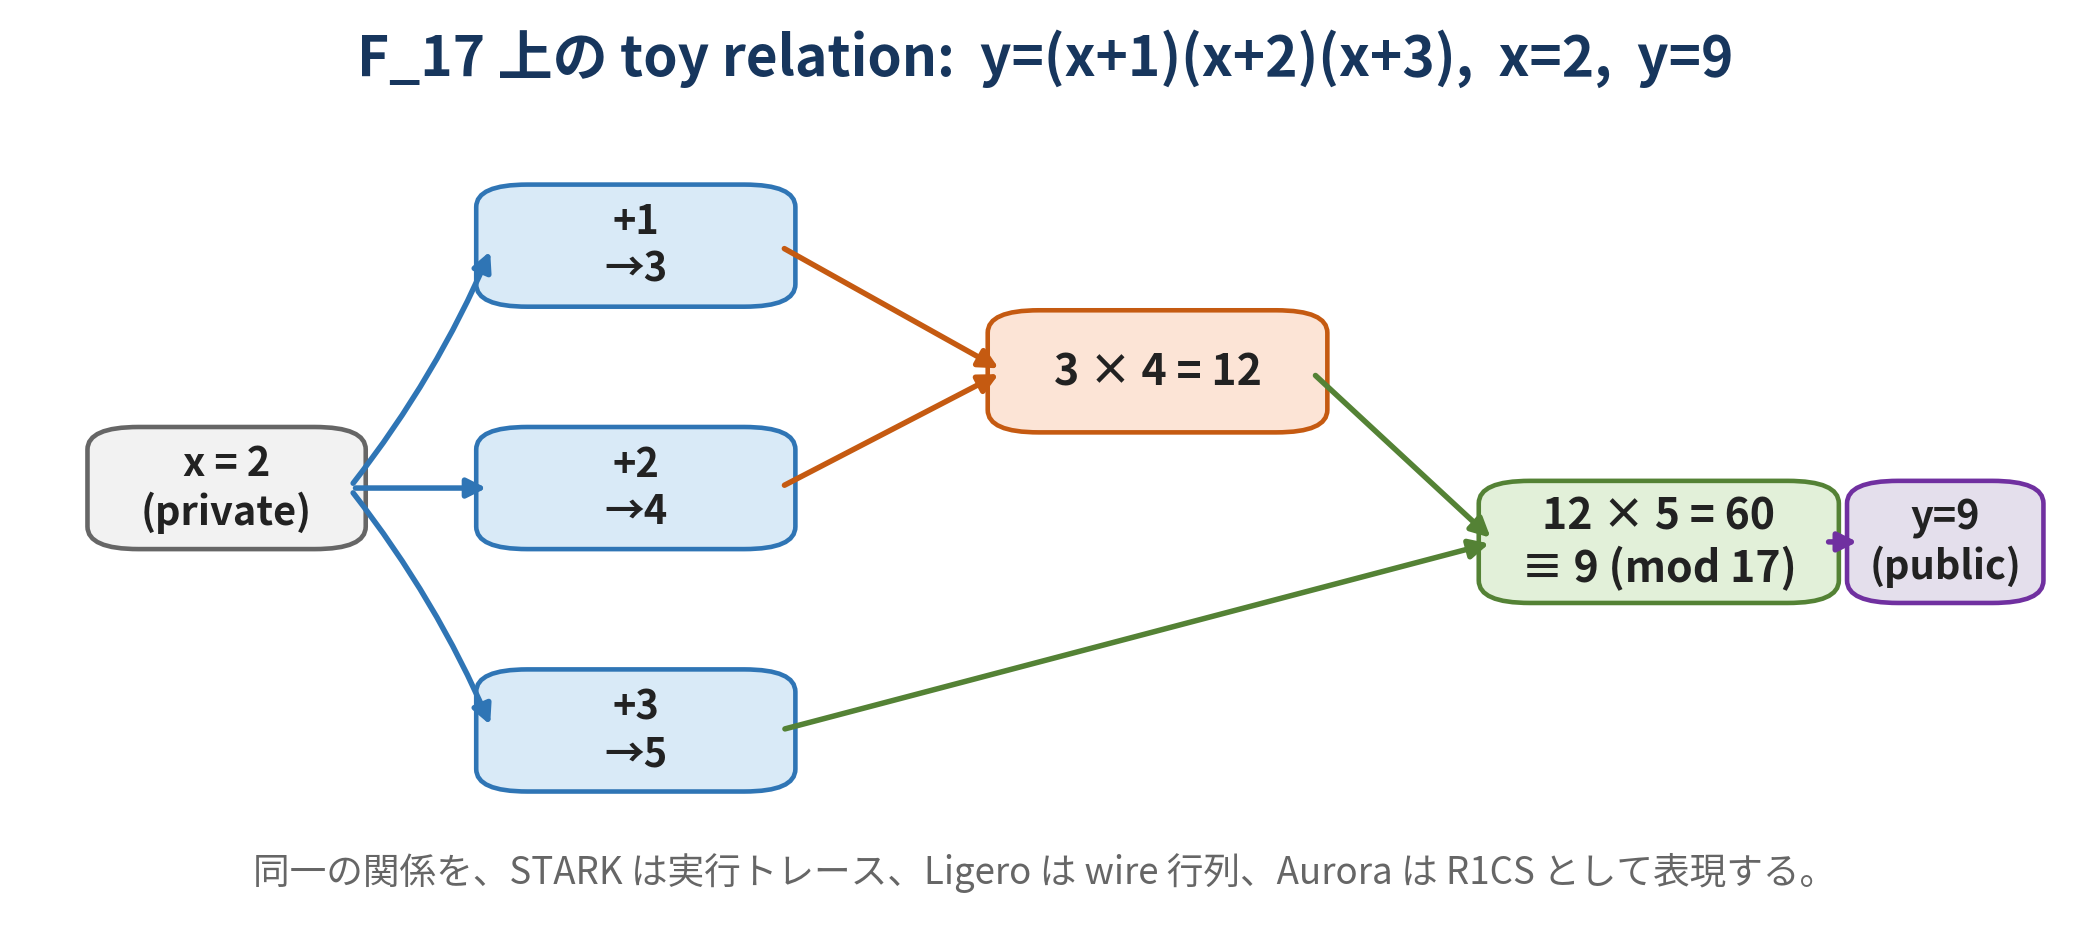 F_17 上の toy relation: y=(x+1)(x+2)(x+3), x=2, y=9
+1
→3
3 × 4 = 12
x = 2
(private)
+2
→4
12 × 5 = 60
≡ 9 (mod 17)
y=9
(public)
+3
→5
同一の関係を、STARK は実行トレース、Ligero は wire 行列、Aurora は R1CS として表現する。